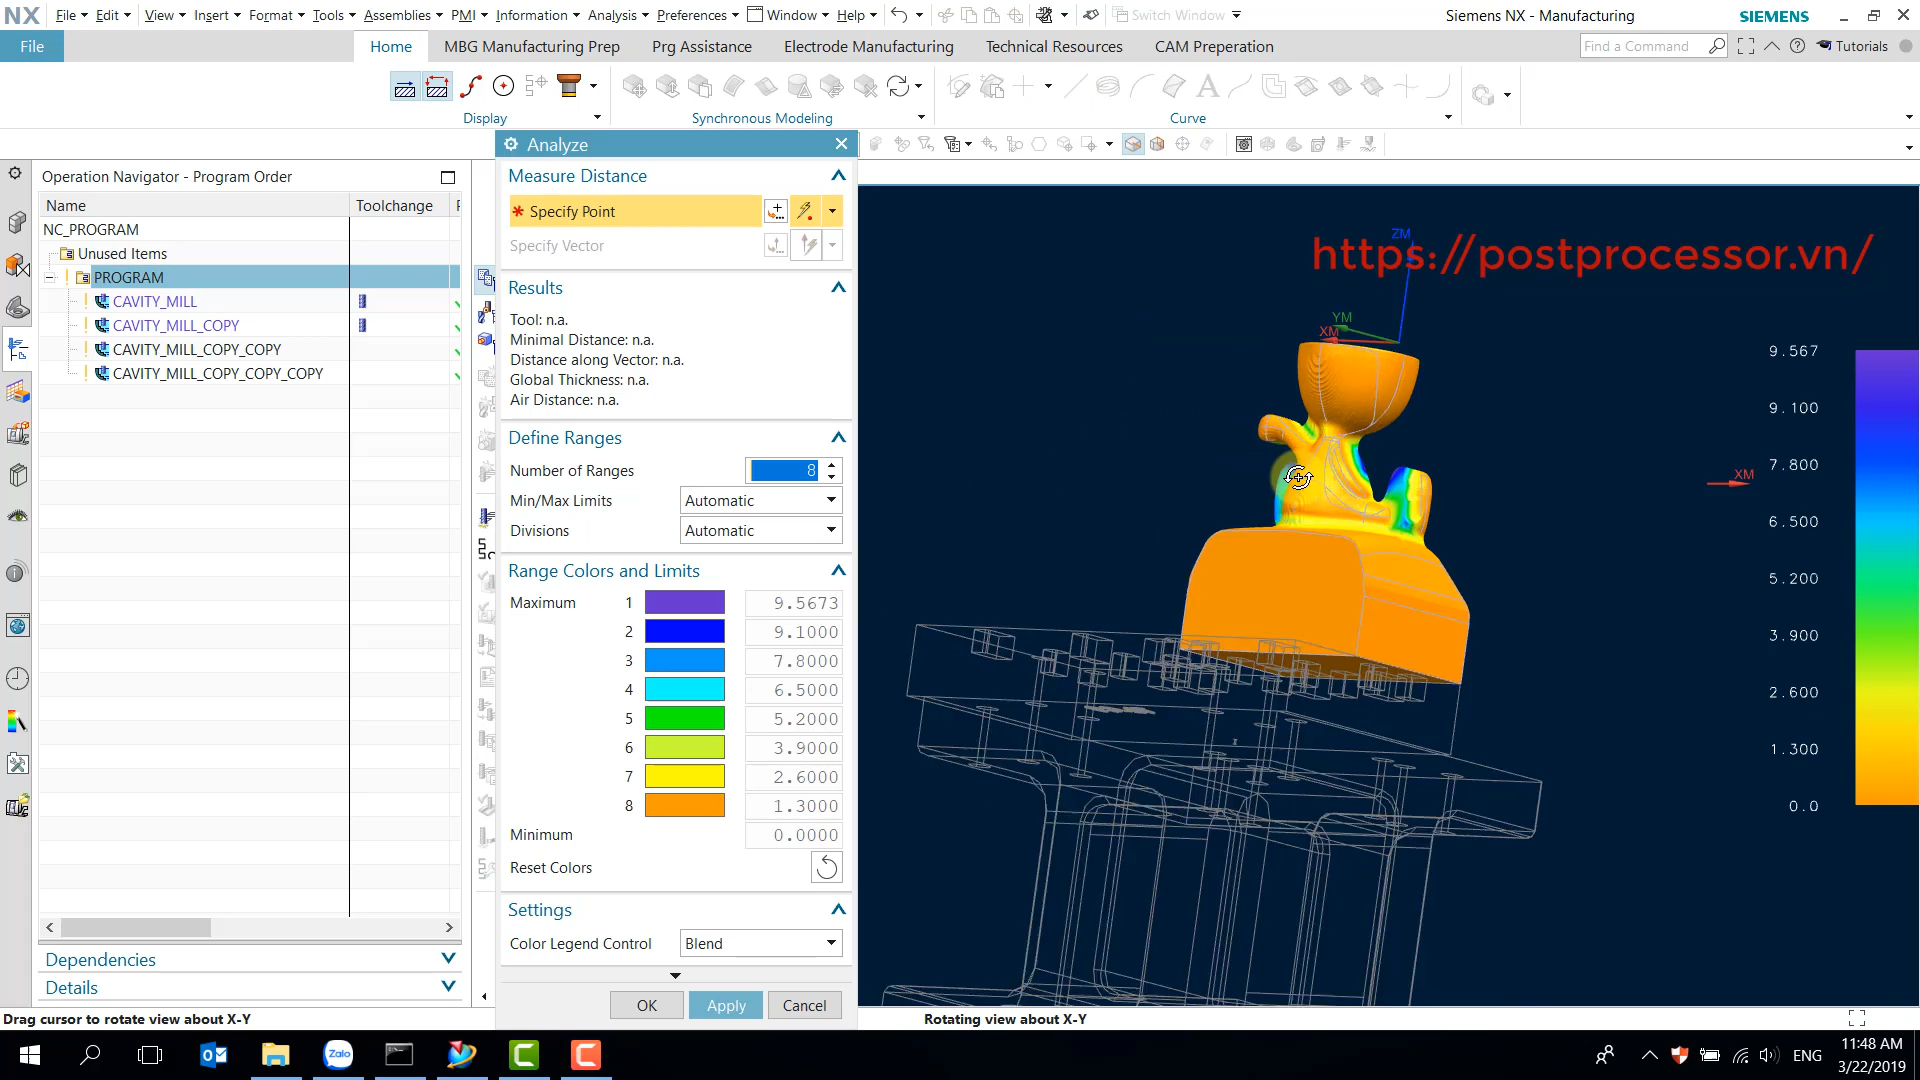 NX File Edit View Insert Format Tools Assemblies PMI Information Analysis Preferences Window Help Switch Window Siemens NX - Manufacturing SIEMENS
File Home MBG Manufacturing Prep Prg Assistance Electrode Manufacturing Technical Resources CAM Preperation Find a Command Tutorials
Display Synchronous Modeling Curve
Analyze
Operation Navigator - Program Order
Name Toolchange
NC_PROGRAM
Unused Items
PROGRAM
CAVITY_MILL
CAVITY_MILL_COPY
CAVITY_MILL_COPY_COPY
CAVITY_MILL_COPY_COPY_COPY
Dependencies
Details
Measure Distance
* Specify Point
Specify Vector
Results
Tool: n.a.
Minimal Distance: n.a.
Distance along Vector: n.a.
Global Thickness: n.a.
Air Distance: n.a.
Define Ranges
Number of Ranges 8
Min/Max Limits Automatic
Divisions Automatic
Range Colors and Limits
Maximum 1 9.5673
2 9.1000
3 7.8000
4 6.5000
5 5.2000
6 3.9000
7 2.6000
8 1.3000
Minimum 0.0000
Reset Colors
Settings
Color Legend Control Blend
OK Apply Cancel
https://postprocessor.vn/
ZM
YM
XM
XM
9.567
9.100
7.800
6.500
5.200
3.900
2.600
1.300
0.0
Drag cursor to rotate view about X-Y Rotating view about X-Y
Zalo ENG 11:48 AM
3/22/2019